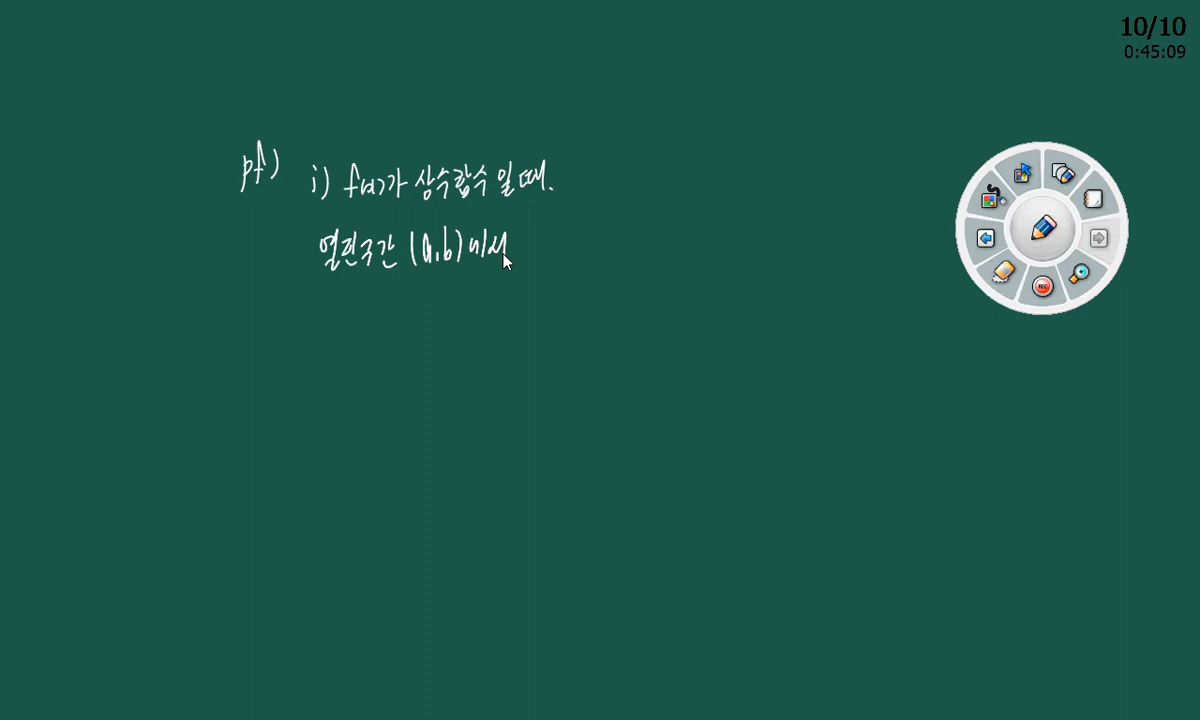 10/10
0:45:09
pf) i) f(x)가 상수함수 일 때.
열린구간 (a, b)에서
REC